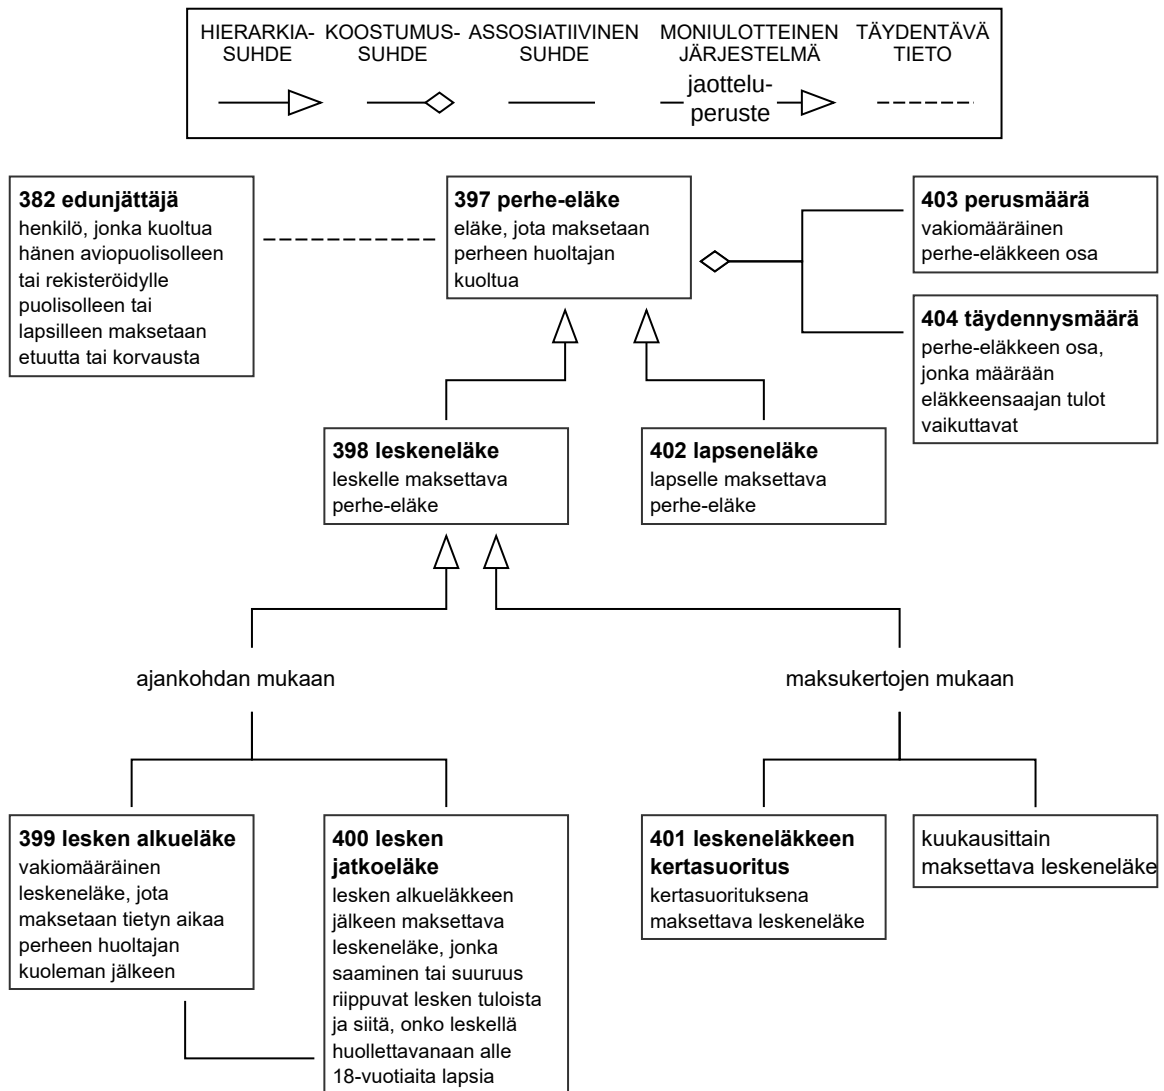 HIERARKIA-
SUHDE
KOOSTUMUS-
SUHDE
ASSOSIATIIVINEN
SUHDE
MONIULOTTEINEN
JÄRJESTELMÄ
TÄYDENTÄVÄ
TIETO
jaottelu-
peruste
382 edunjättäjä
henkilö, jonka kuoltua
hänen aviopuolisolleen
tai rekisteröidylle
puolisolleen tai
lapsilleen maksetaan
etuutta tai korvausta
397 perhe-eläke
eläke, jota maksetaan
perheen huoltajan
kuoltua
403 perusmäärä
vakiomääräinen
perhe-eläkkeen osa
404 täydennysmäärä
perhe-eläkkeen osa,
jonka määrään
eläkkeensaajan tulot
vaikuttavat
398 leskeneläke
leskelle maksettava
perhe-eläke
402 lapseneläke
lapselle maksettava
perhe-eläke
ajankohdan mukaan
maksukertojen mukaan
399 lesken alkueläke
vakiomääräinen
leskeneläke, jota
maksetaan tietyn aikaa
perheen huoltajan
kuoleman jälkeen
400 lesken
jatkoeläke
lesken alkueläkkeen
jälkeen maksettava
leskeneläke, jonka
saaminen tai suuruus
riippuvat lesken tuloista
ja siitä, onko leskellä
huollettavanaan alle
18-vuotiaita lapsia
401 leskeneläkkeen
kertasuoritus
kertasuorituksena
maksettava leskeneläke
kuukausittain
maksettava leskeneläke